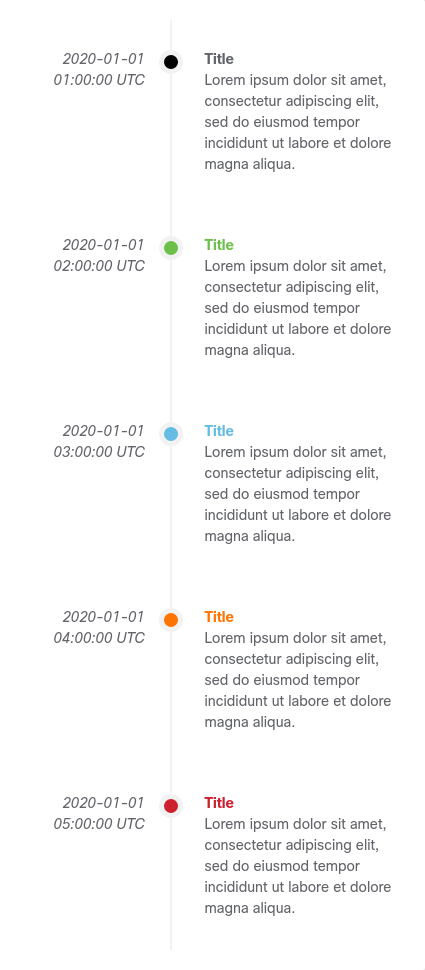 2020-01-01
01:00:00 UTC
Title
Lorem ipsum dolor sit amet,
consectetur adipiscing elit,
sed do eiusmod tempor
incididunt ut labore et dolore
magna aliqua.
2020-01-01
02:00:00 UTC
Title
Lorem ipsum dolor sit amet,
consectetur adipiscing elit,
sed do eiusmod tempor
incididunt ut labore et dolore
magna aliqua.
2020-01-01
03:00:00 UTC
Title
Lorem ipsum dolor sit amet,
consectetur adipiscing elit,
sed do eiusmod tempor
incididunt ut labore et dolore
magna aliqua.
2020-01-01
04:00:00 UTC
Title
Lorem ipsum dolor sit amet,
consectetur adipiscing elit,
sed do eiusmod tempor
incididunt ut labore et dolore
magna aliqua.
2020-01-01
05:00:00 UTC
Title
Lorem ipsum dolor sit amet,
consectetur adipiscing elit,
sed do eiusmod tempor
incididunt ut labore et dolore
magna aliqua.